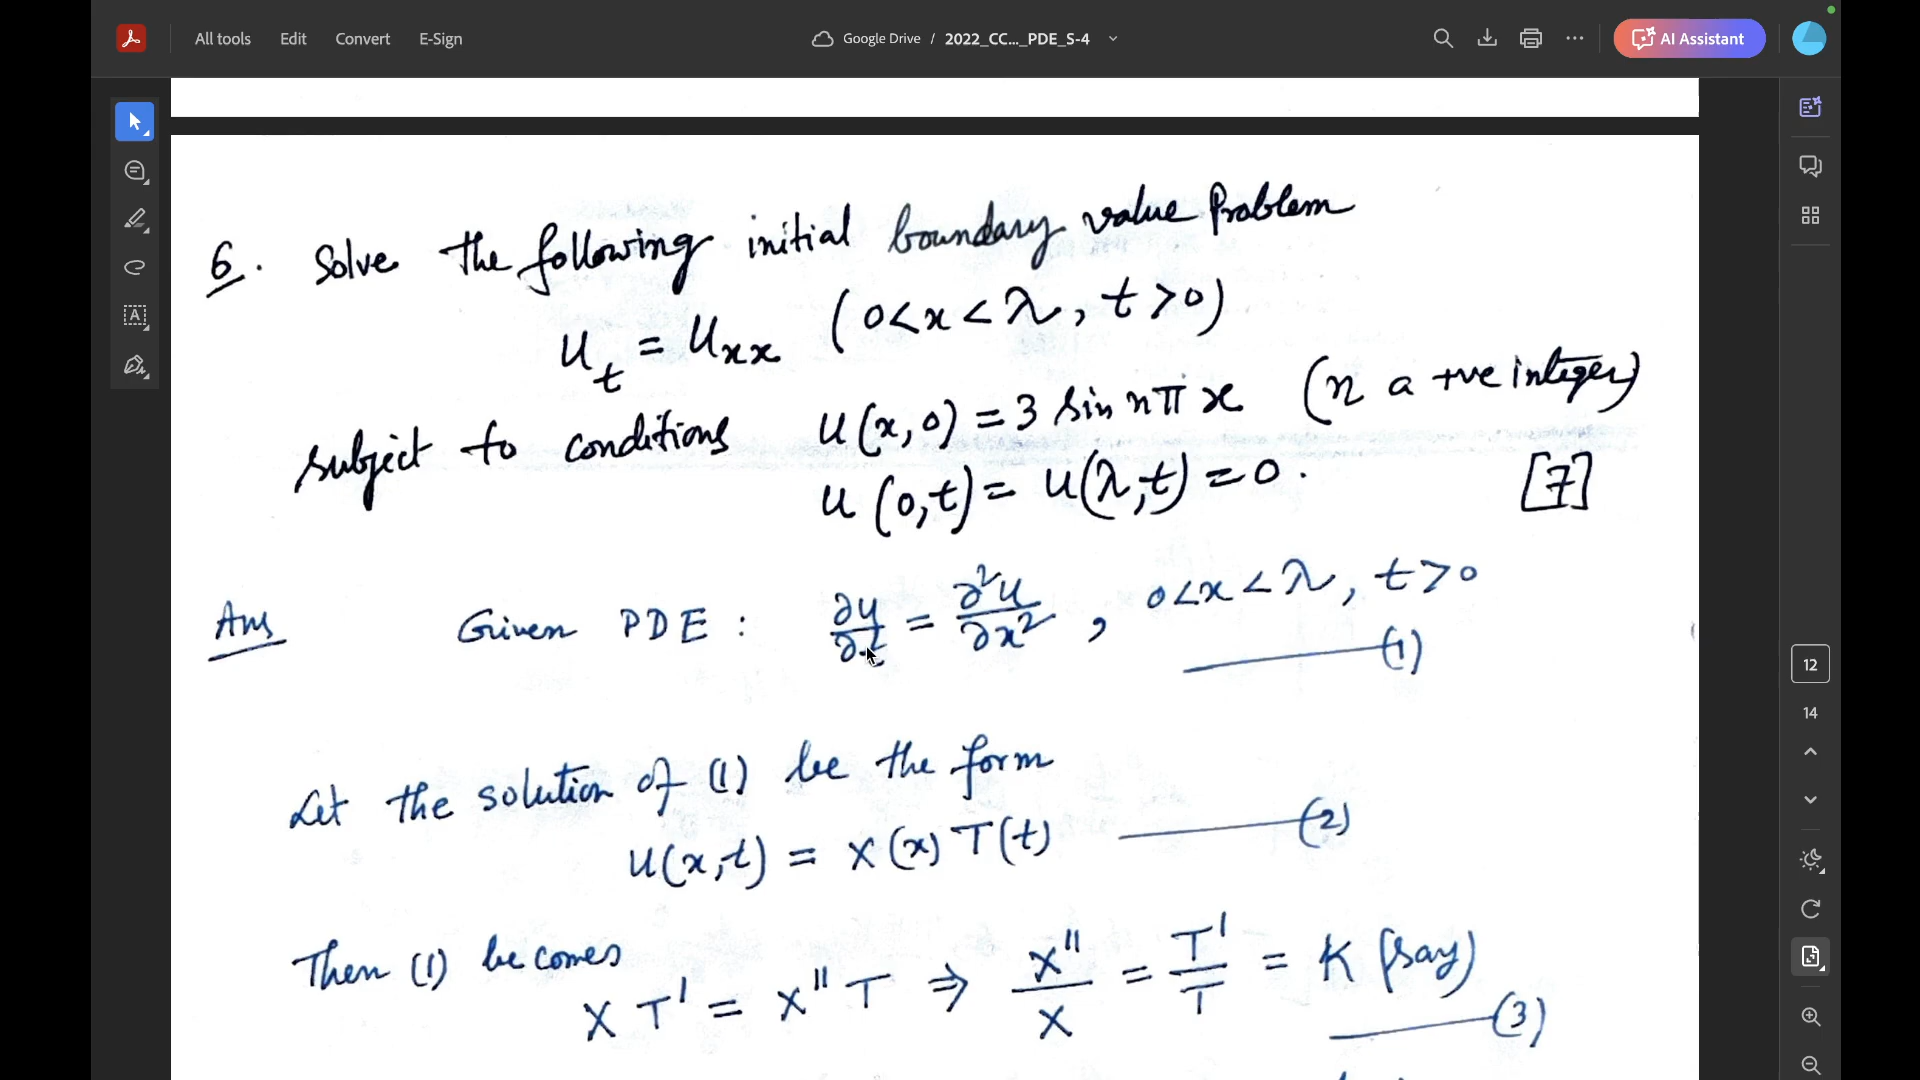 All tools Edit Convert E-Sign Google Drive / 2022_CC..._PDE_S-4 AI Assistant
6. Solve the following initial boundary value Problem
u_t = u_xx (0<x<λ, t>0)
subject to conditions u(x,0) = 3 sin nπx (n a +ve integer)
u(0,t) = u(λ,t) = 0. [7]
Ans Given PDE : ∂u/∂t = ∂²u/∂x² , 0<x<λ, t>0
(1)
Let the solution of (1) be the form
u(x,t) = X(x) T(t) (2)
Then (1) becomes
X T' = X'' T ⇒ X''/X = T'/T = K (say)
(3)
12
14